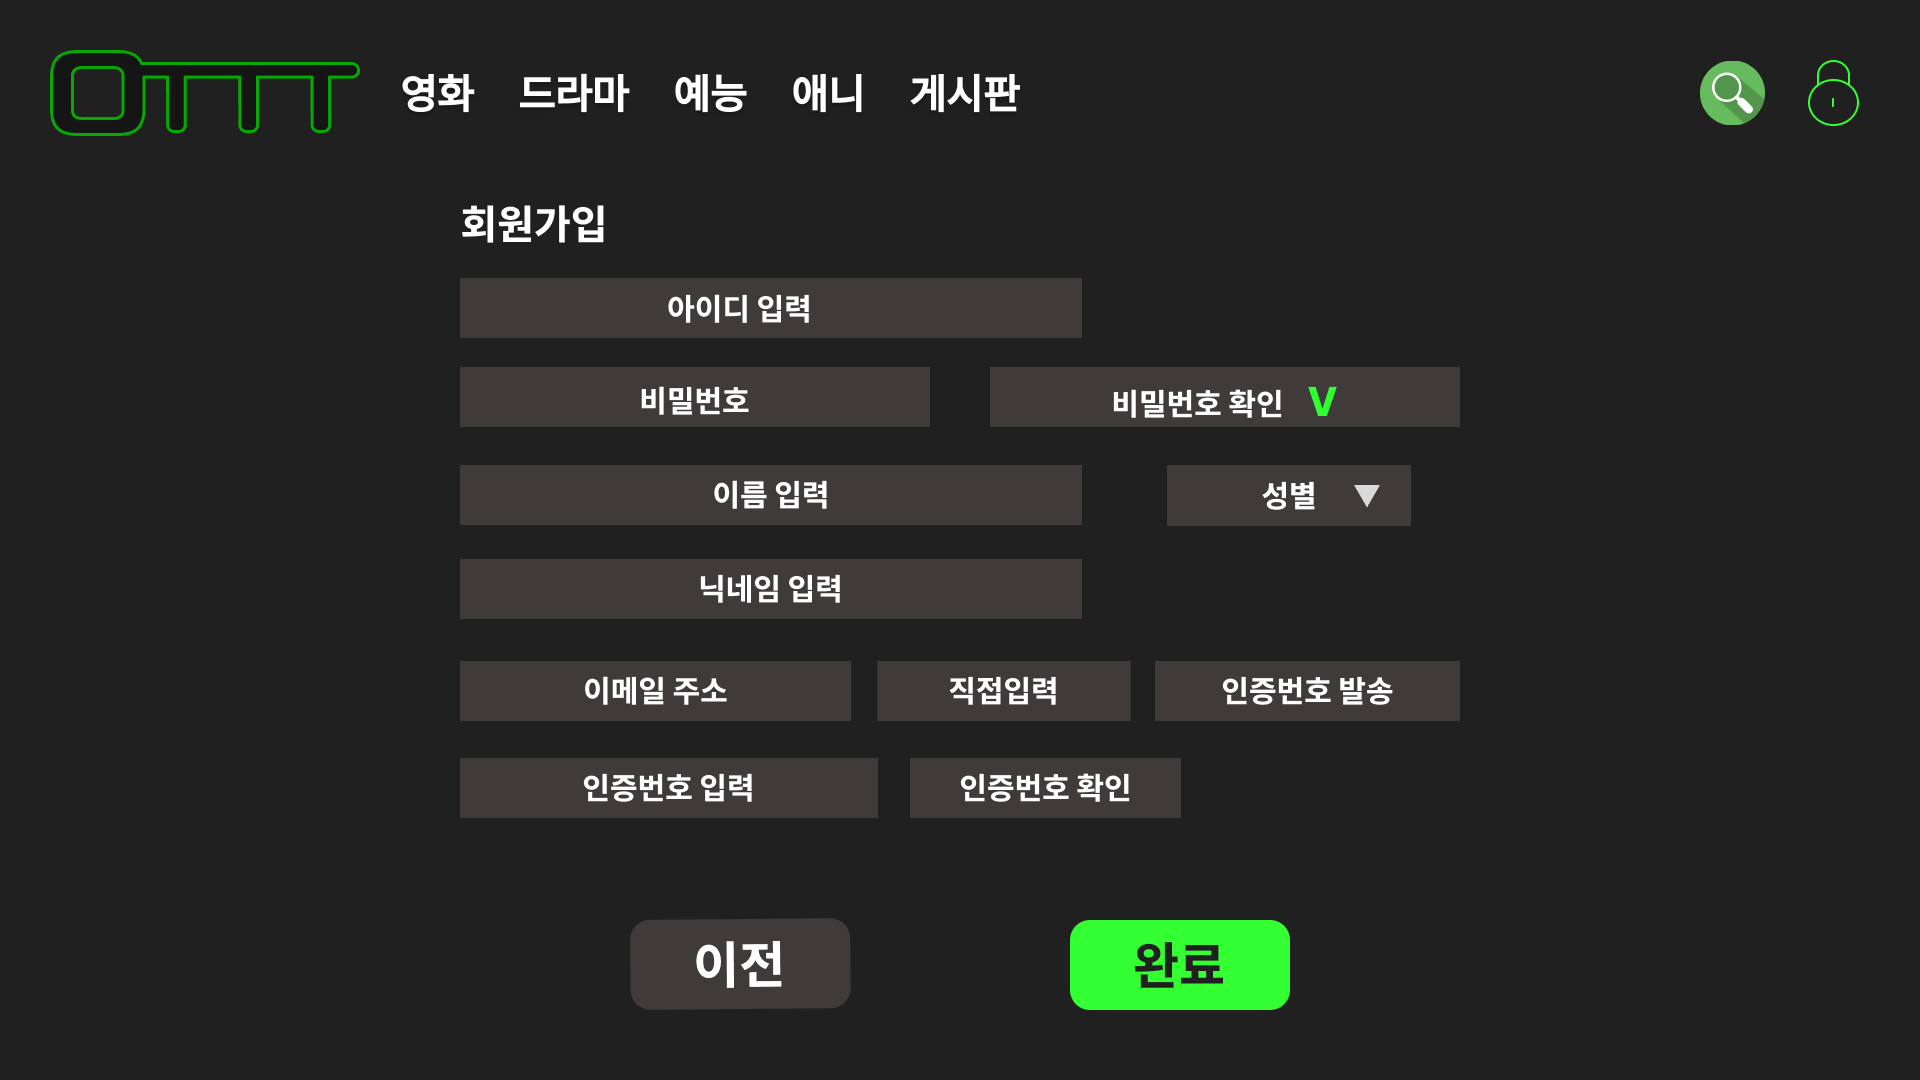 OTTT
영화 드라마 예능 애니 게시판
회원가입
아이디 입력
비밀번호 비밀번호 확인 V
이름 입력 성별 ▼
닉네임 입력
이메일 주소 직접입력 인증번호 발송
인증번호 입력 인증번호 확인
이전 완료